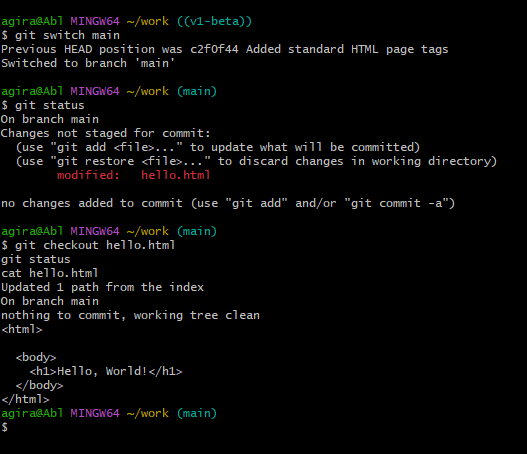 agira@Abl MINGW64 ~/work ((v1-beta))
$ git switch main
Previous HEAD position was c2f0f44 Added standard HTML page tags
Switched to branch 'main'
agira@Abl MINGW64 ~/work (main)
$ git status
On branch main
Changes not staged for commit:
  (use "git add <file>..." to update what will be committed)
  (use "git restore <file>..." to discard changes in working directory)
        modified:   hello.html
no changes added to commit (use "git add" and/or "git commit -a")
agira@Abl MINGW64 ~/work (main)
$ git checkout hello.html
git status
cat hello.html
Updated 1 path from the index
On branch main
nothing to commit, working tree clean
<html>
  <body>
    <h1>Hello, World!</h1>
  </body>
</html>
agira@Abl MINGW64 ~/work (main)
$